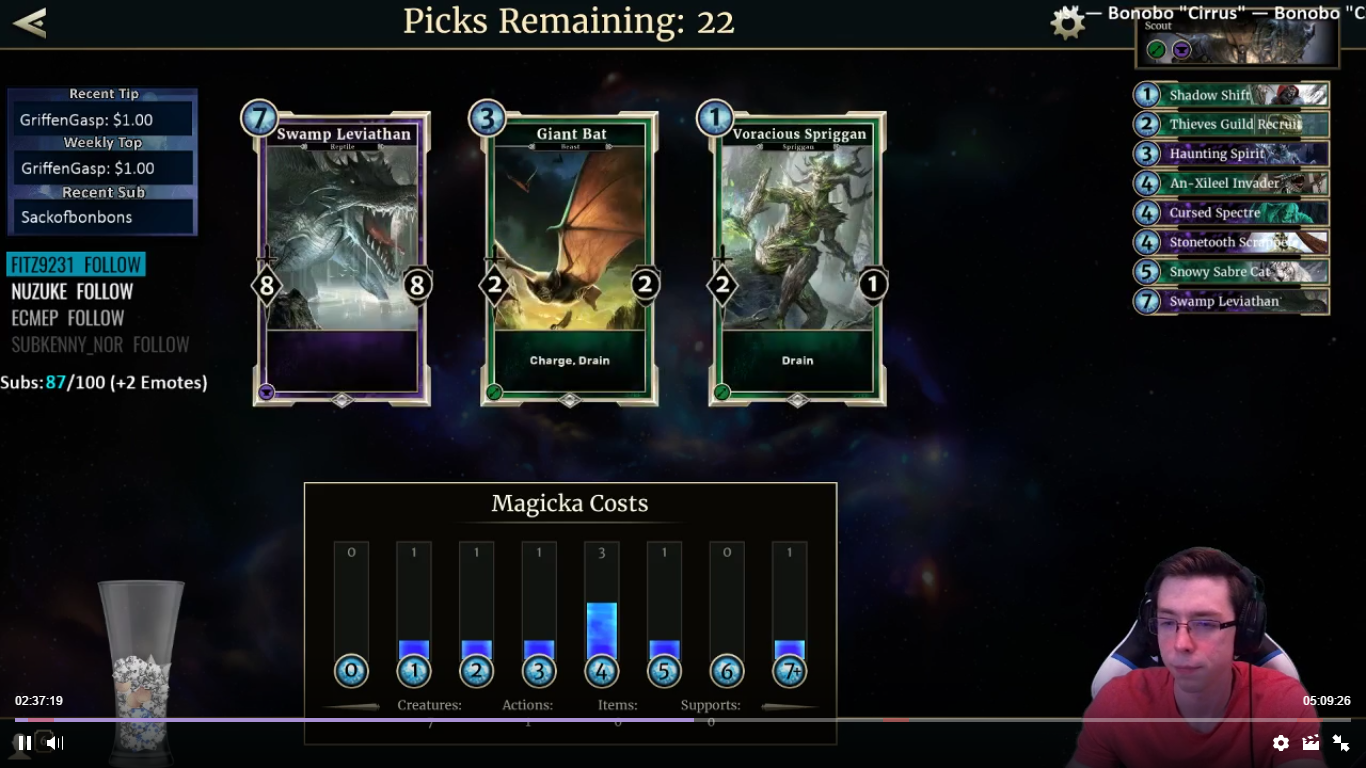 Picks Remaining: 22
— Bonobo "Cirrus" — Bonobo "C
Scout
Recent Tip
GriffenGasp: $1.00
Weekly Top
GriffenGasp: $1.00
Recent Sub
Sackofbonbons
FITZ9231 FOLLOW
NUZUKE FOLLOW
ECMEP FOLLOW
SUBKENNY_NOR FOLLOW
Subs:87/100 (+2 Emotes)
7
Swamp Leviathan
Reptile
8
8
3
Giant Bat
Beast
2
2
Charge, Drain
1
Voracious Spriggan
Spriggan
2
1
Drain
1 Shadow Shift
2 Thieves Guild Recruit
3 Haunting Spirit
4 An-Xileel Invader
4 Cursed Spectre
4 Stonetooth Scrapper
5 Snowy Sabre Cat
7 Swamp Leviathan
Magicka Costs
0 1 1 1 3 1 0 1
0 1 2 3 4 5 6 7+
Creatures: Actions: Items: Supports:
7 1 0 0
02:37:19
05:09:26